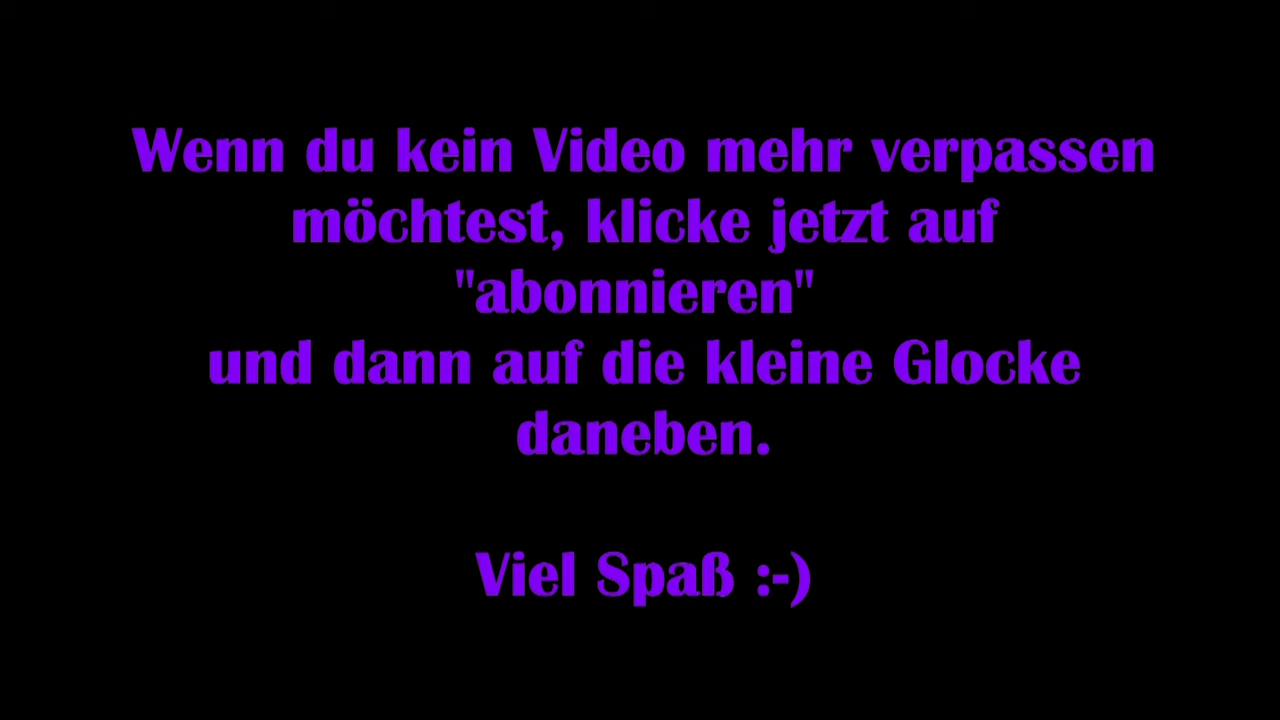 Wenn du kein Video mehr verpassen
möchtest, klicke jetzt auf
"abonnieren"
und dann auf die kleine Glocke
daneben.
Viel Spaß :-)